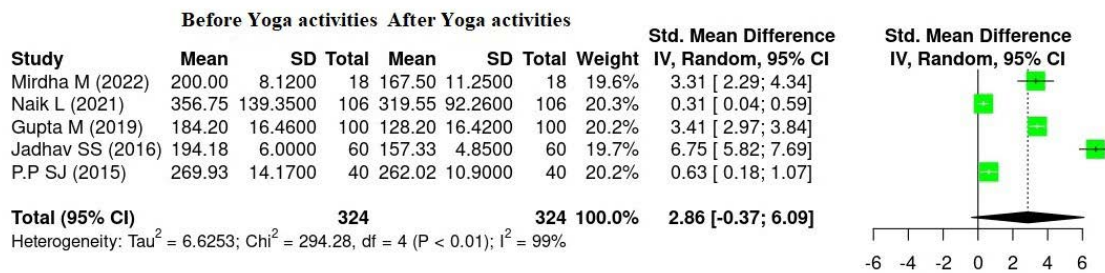 Before Yoga activities After Yoga activities
Std. Mean Difference Std. Mean Difference
Study Mean SD Total Mean SD Total Weight IV, Random, 95% CI IV, Random, 95% CI
Mirdha M (2022) 200.00 8.1200 18 167.50 11.2500 18 19.6% 3.31 [ 2.29; 4.34]
Naik L (2021) 356.75 139.3500 106 319.55 92.2600 106 20.3% 0.31 [ 0.04; 0.59]
Gupta M (2019) 184.20 16.4600 100 128.20 16.4200 100 20.2% 3.41 [ 2.97; 3.84]
Jadhav SS (2016) 194.18 6.0000 60 157.33 4.8500 60 19.7% 6.75 [ 5.82; 7.69]
P.P SJ (2015) 269.93 14.1700 40 262.02 10.9000 40 20.2% 0.63 [ 0.18; 1.07]
Total (95% CI) 324 324 100.0% 2.86 [-0.37; 6.09]
Heterogeneity: Tau² = 6.6253; Chi² = 294.28, df = 4 (P < 0.01); I² = 99%
-6 -4 -2 0 2 4 6